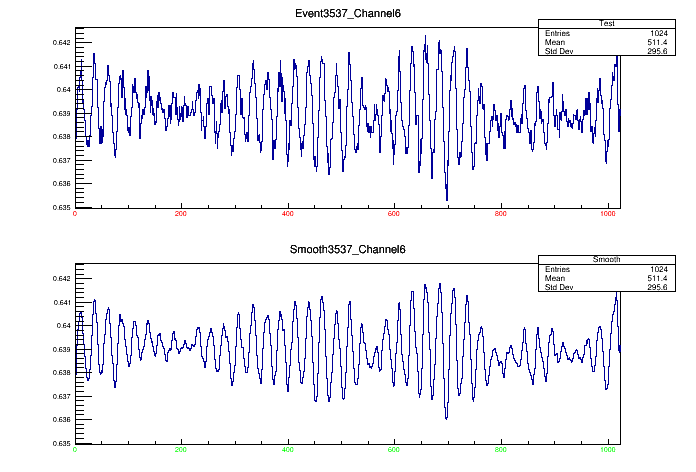 Event3537_Channel6
Test
Entries 1024
Mean 511.4
Std Dev 295.6
0.642
0.641
0.64
0.639
0.638
0.637
0.636
0.635
0 200 400 600 800 1000
Smooth3537_Channel6
Smooth
Entries 1024
Mean 511.4
Std Dev 295.6
0.642
0.641
0.64
0.639
0.638
0.637
0.636
0.635
0 200 400 600 800 1000